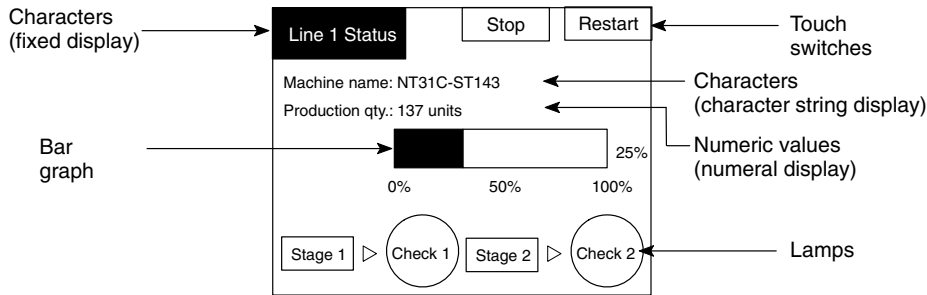 Characters
(fixed display)
Line 1 Status
Stop
Restart
Touch
switches
Machine name: NT31C-ST143
Characters
(character string display)
Production qty.: 137 units
Numeric values
(numeral display)
Bar
graph
25%
0% 50% 100%
Stage 1
Check 1
Stage 2
Check 2
Lamps